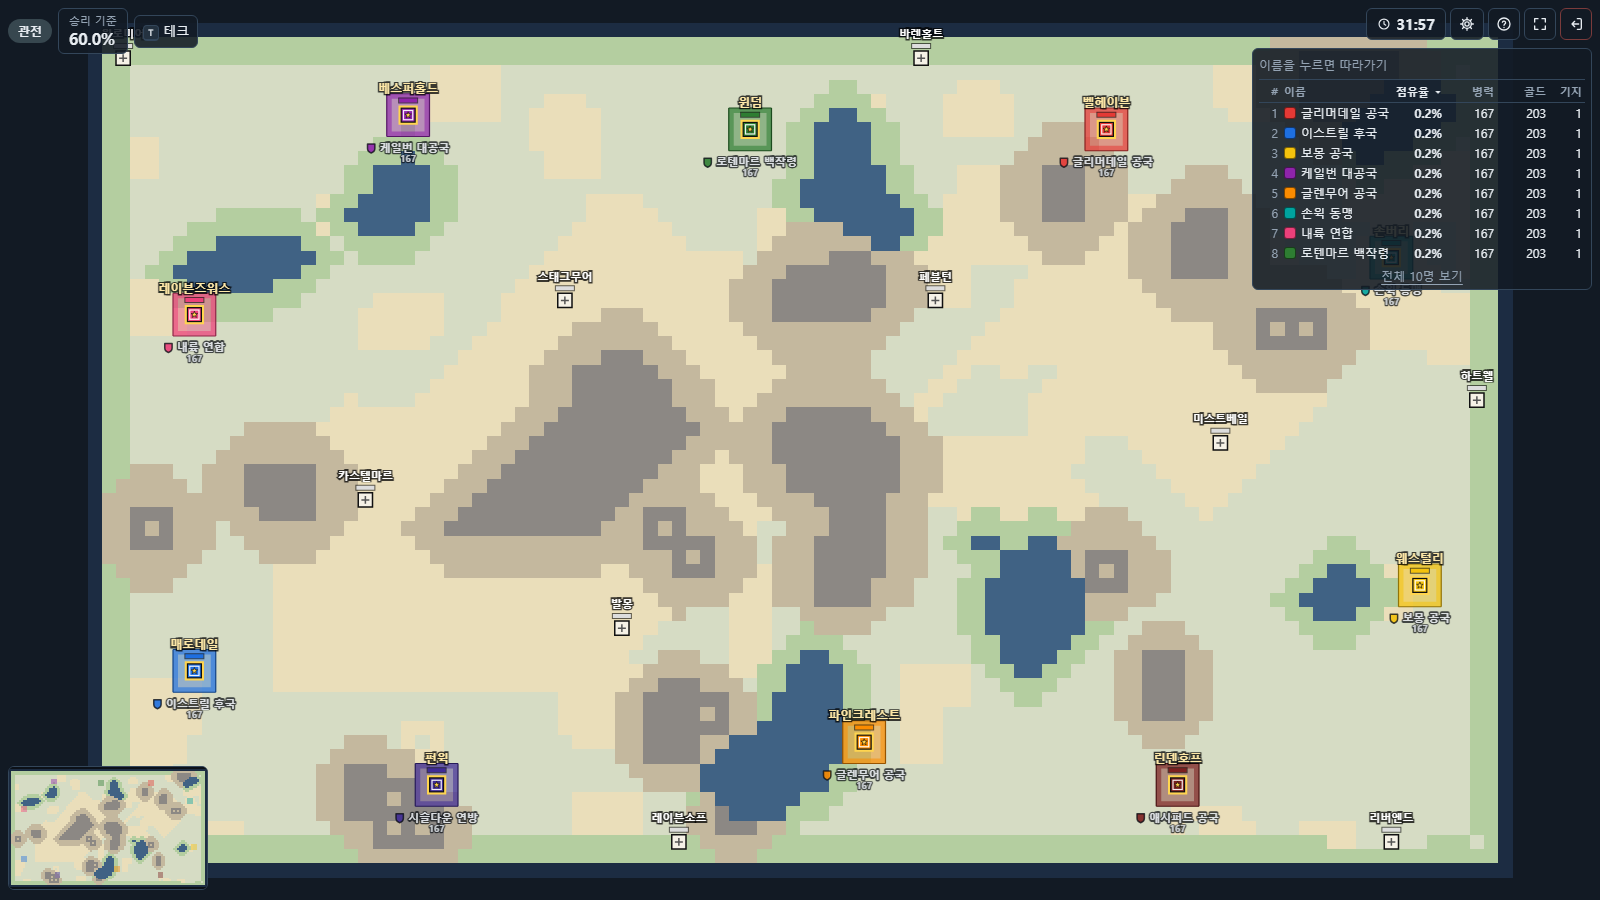 관전
승리 기준
60.0%
T 테크
31:57
이름을 누르면 따라가기
# 이름 점유율 병력 골드 기지
1 글리머데일 공국 0.2% 167 203 1
2 이스트릴 후국 0.2% 167 203 1
3 보몽 공국 0.2% 167 203 1
4 케일번 대공국 0.2% 167 203 1
5 글렌무어 공국 0.2% 167 203 1
6 손윅 동맹 0.2% 167 203 1
7 내륙 연합 0.2% 167 203 1
8 로텐마르 백작령 0.2% 167 203 1
전체 10명 보기
바렌홀트
베스퍼홀드
케일번 대공국
167
윈덤
로텐마르 백작령
167
벨헤이븐
글리머데일 공국
167
손윅 동맹
167
레이븐즈워스
내륙 연합
167
스태그무어
페블턴
하트웰
미스트베일
카스텔마르
웨스털리
보몽 공국
167
발몽
매로데일
이스트릴 후국
167
파인크레스트
글렌무어 공국
167
펀윅
시슬다운 연방
167
린덴호프
애시퍼드 공국
167
레이븐소프
리버앤드